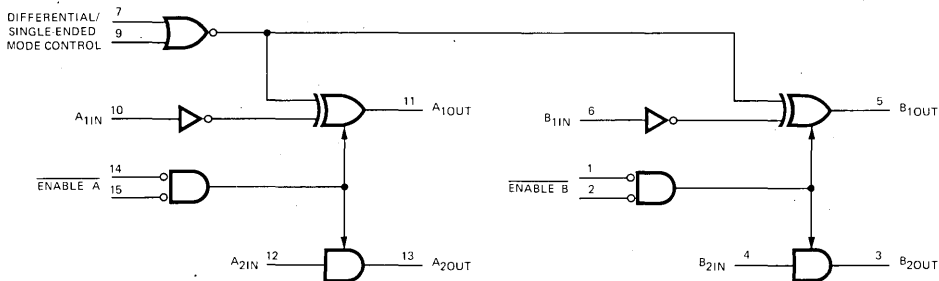 DIFFERENTIAL/
SINGLE-ENDED
MODE CONTROL
7
9
A1IN
10
11
A1OUT
ENABLE A
14
15
A2IN
12
13
A2OUT
B1IN
6
5
B1OUT
ENABLE B
1
2
B2IN
4
3
B2OUT